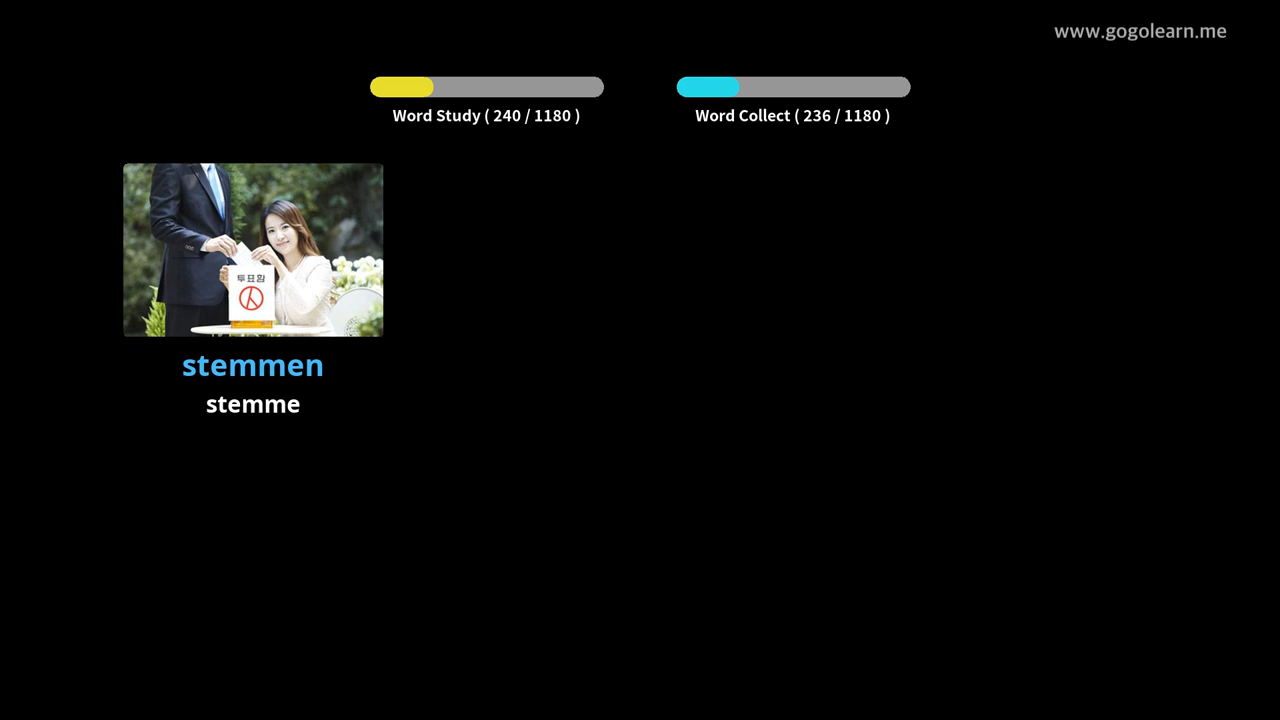 www.gogolearn.me
Word Study ( 240 / 1180 )
Word Collect ( 236 / 1180 )
투표함
stemmen
stemme